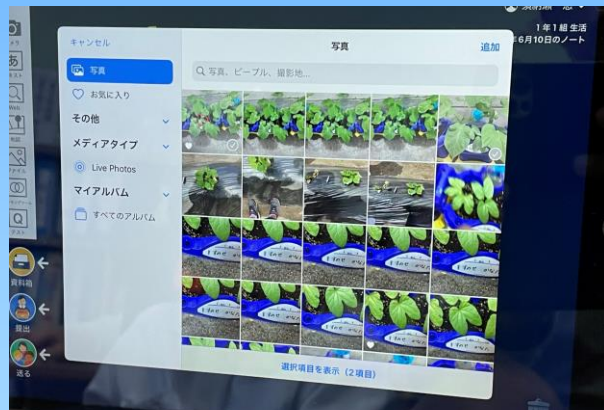 1年1組 生活
6月10日のノート
キャンセル
写真
追加
写真
写真、ピープル、撮影地...
お気に入り
その他
メディアタイプ
Live Photos
マイアルバム
すべてのアルバム
あ
Web
資料箱
提出
送る
選択項目を表示（2項目）